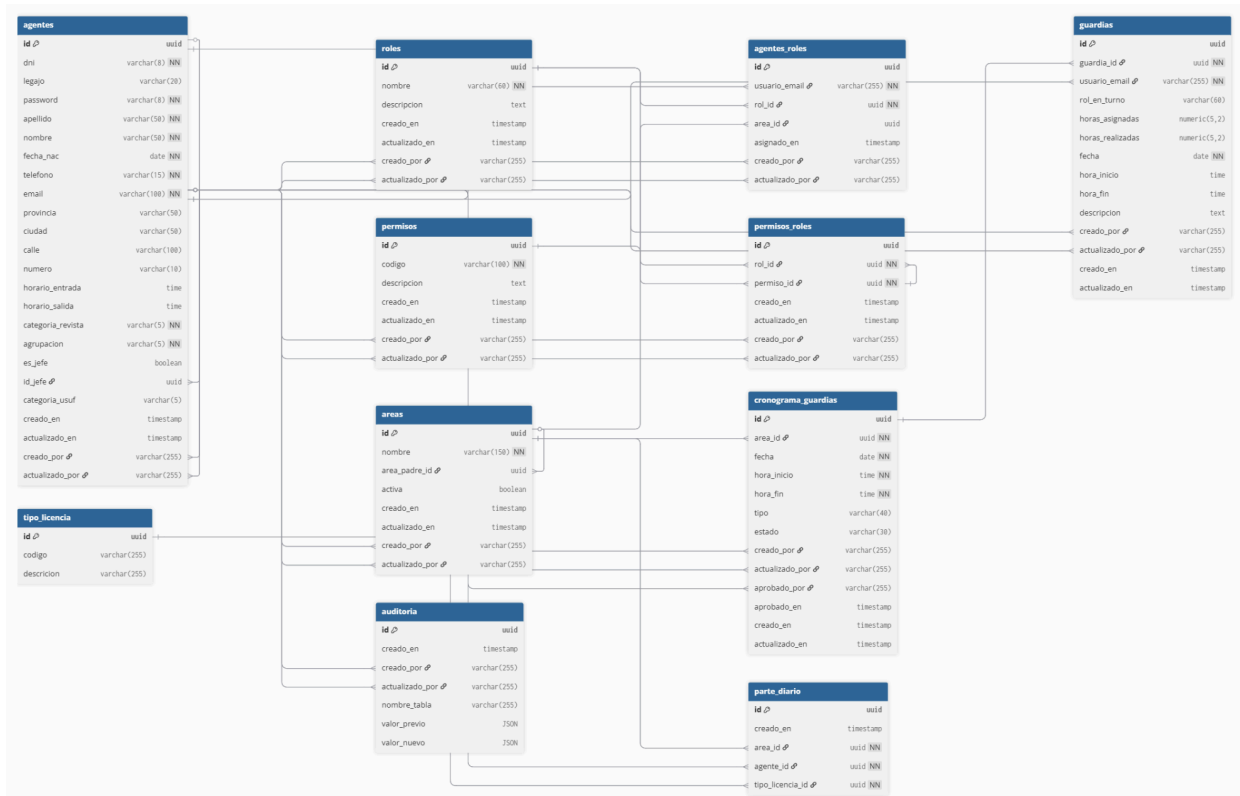 agentes
id uuid
dni varchar(8) NN
legajo varchar(20)
password varchar(8) NN
apellido varchar(50) NN
nombre varchar(50) NN
fecha_nac date NN
telefono varchar(15) NN
email varchar(100) NN
provincia varchar(50)
ciudad varchar(50)
calle varchar(100)
numero varchar(10)
horario_entrada time
horario_salida time
categoria_revista varchar(5) NN
agrupacion varchar(5) NN
es_jefe boolean
id_jefe uuid
categoria_usuf varchar(5)
creado_en timestamp
actualizado_en timestamp
creado_por varchar(255)
actualizado_por varchar(255)
tipo_licencia
id uuid
codigo varchar(255)
descricion varchar(255)
roles
id uuid
nombre varchar(60) NN
descripcion text
creado_en timestamp
actualizado_en timestamp
creado_por varchar(255)
actualizado_por varchar(255)
permisos
id uuid
codigo varchar(100) NN
descripcion text
creado_en timestamp
actualizado_en timestamp
creado_por varchar(255)
actualizado_por varchar(255)
areas
id uuid
nombre varchar(150) NN
area_padre_id uuid
activa boolean
creado_en timestamp
actualizado_en timestamp
creado_por varchar(255)
actualizado_por varchar(255)
auditoria
id uuid
creado_en timestamp
creado_por varchar(255)
actualizado_por varchar(255)
nombre_tabla varchar(255)
valor_previo JSON
valor_nuevo JSON
agentes_roles
id uuid
usuario_email varchar(255) NN
rol_id uuid NN
area_id uuid
asignado_en timestamp
creado_por varchar(255)
actualizado_por varchar(255)
permisos_roles
id uuid
rol_id uuid NN
permiso_id uuid NN
creado_en timestamp
actualizado_en timestamp
creado_por varchar(255)
actualizado_por varchar(255)
cronograma_guardias
id uuid
area_id uuid NN
fecha date NN
hora_inicio time NN
hora_fin time NN
tipo varchar(40)
estado varchar(30)
creado_por varchar(255)
actualizado_por varchar(255)
aprobado_por varchar(255)
aprobado_en timestamp
creado_en timestamp
actualizado_en timestamp
parte_diario
id uuid
creado_en timestamp
area_id uuid NN
agente_id uuid NN
tipo_licencia_id uuid NN
guardias
id uuid
guardia_id uuid NN
usuario_email varchar(255) NN
rol_en_turno varchar(60)
horas_asignadas numeric(5,2)
horas_realizadas numeric(5,2)
fecha date NN
hora_inicio time
hora_fin time
descripcion text
creado_por varchar(255)
actualizado_por varchar(255)
creado_en timestamp
actualizado_en timestamp